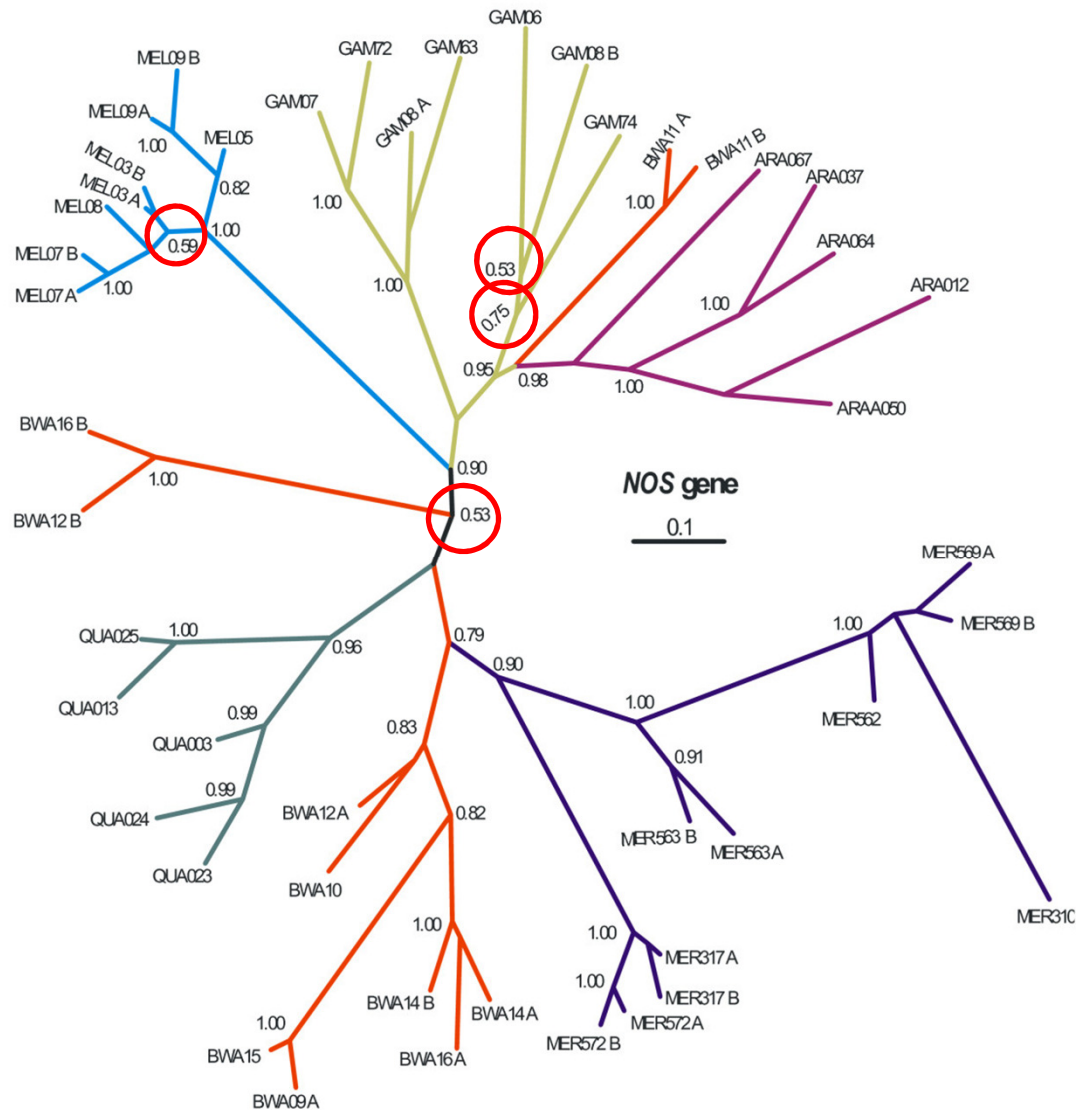 GAM06
MEL09 B
GAM72
GAM63
GAM08 B
GAM07
MEL09 A
GAM08 A
GAM74
BWA11 A
BWA11 B
MEL05
1.00
MEL03 B
ARA067
ARA037
MEL03 A
0.82
MEL08
1.00
1.00
1.00
ARA064
0.59
MEL07 B
0.53
MEL07 A
1.00
1.00
ARA012
1.00
0.75
0.95
0.98
1.00
ARAA050
BWA16 B
0.90
1.00
NOS gene
BWA12 B
0.53
0.1
MER569 A
QUA025
1.00
0.96
0.79
0.90
1.00
MER569 B
QUA013
1.00
MER562
QUA003
0.99
0.83
0.91
QUA024
0.99
BWA12 A
0.82
MER563 B
MER563 A
QUA023
BWA10
MER310
1.00
1.00
MER317 A
1.00
MER317 B
BWA14 B
BWA14 A
MER572 A
1.00
BWA15
BWA16 A
MER572 B
BWA09 A